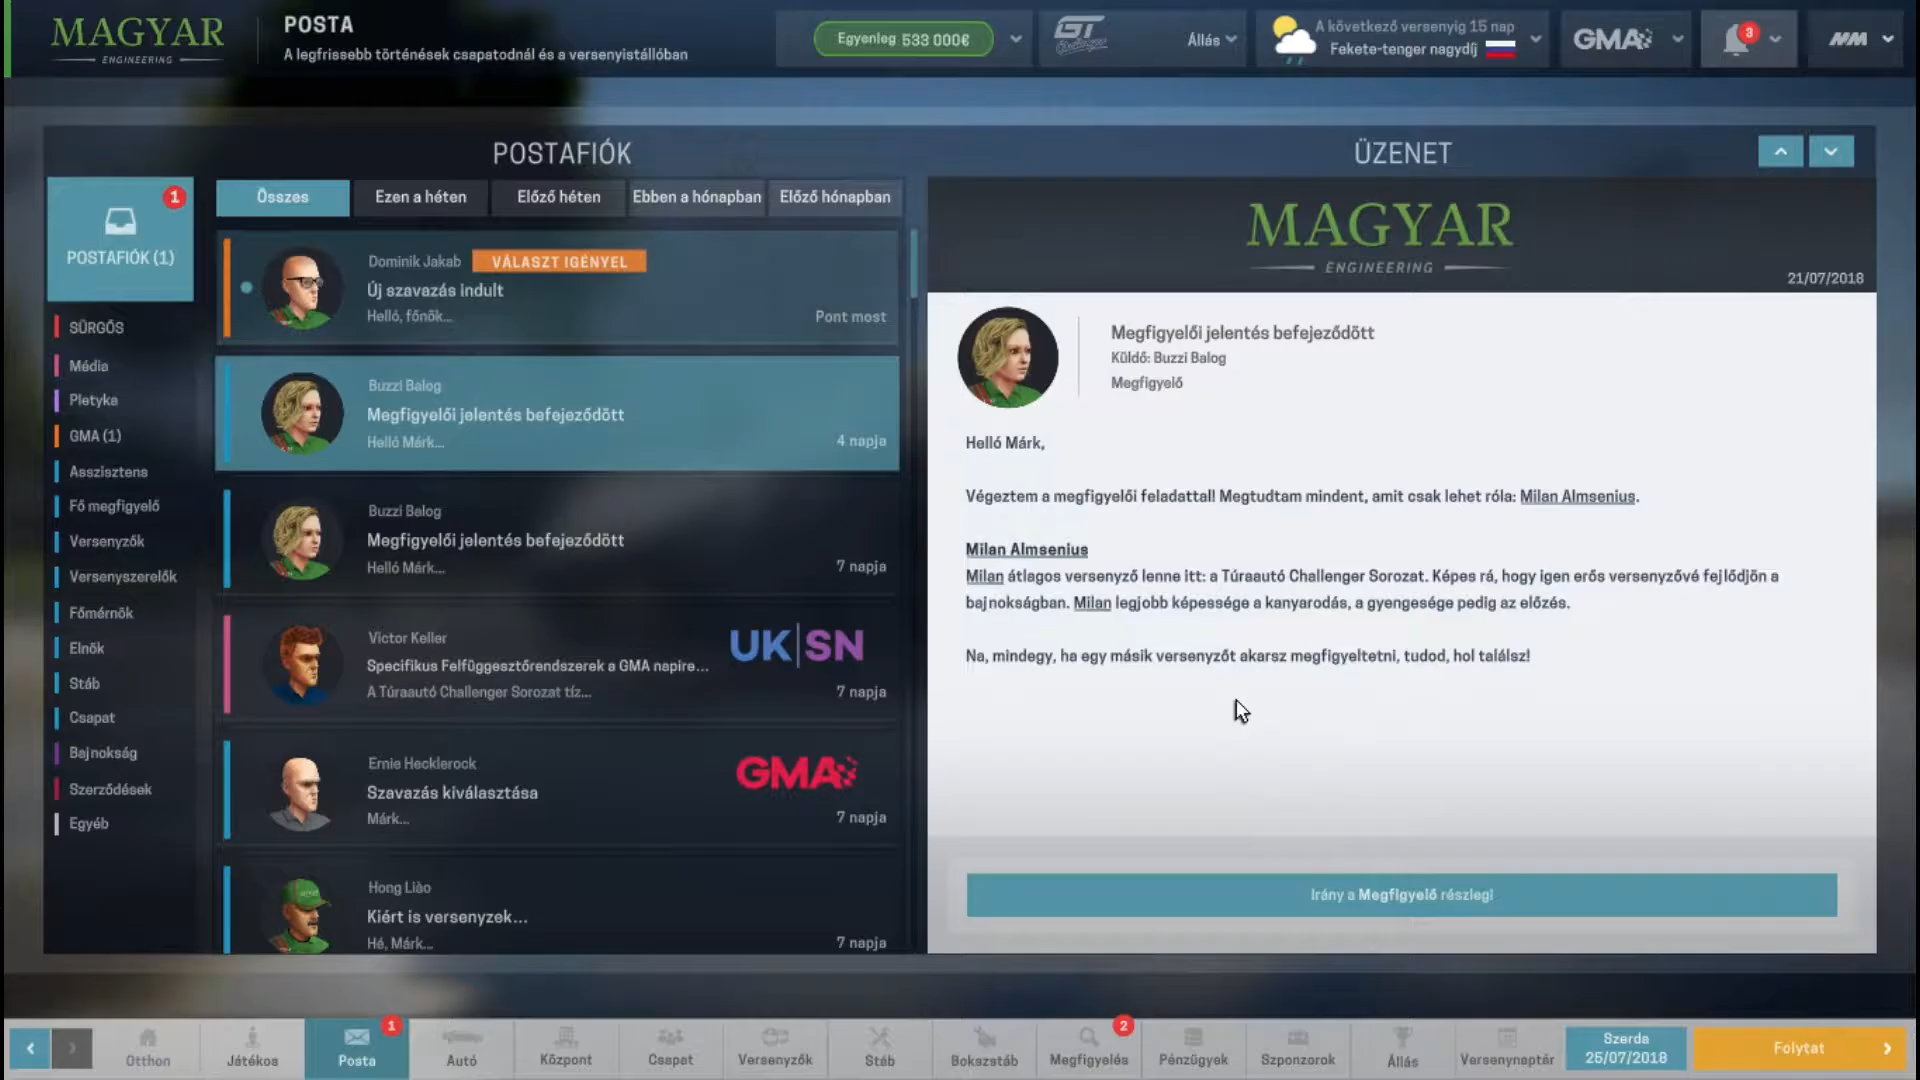 MAGYAR
ENGINEERING
POSTA
A legfrissebb történések csapatodnál és a versenyistállóban
Egyenleg 533 000€
GT
Challenger
Állás
A következő versenyig 15 nap
Fekete-tenger nagydíj
GMA
3
POSTAFIÓK
ÜZENET
1
POSTAFIÓK (1)
SÜRGŐS
Média
Pletyka
GMA (1)
Asszisztens
Fő megfigyelő
Versenyzők
Versenyszerelők
Főmérnök
Elnök
Stáb
Csapat
Bajnokság
Szerződések
Egyéb
Összes
Ezen a héten
Előző héten
Ebben a hónapban
Előző hónapban
Dominik Jakab
VÁLASZT IGÉNYEL
Új szavazás indult
Helló, főnök...
Pont most
Buzzi Balog
Megfigyelői jelentés befejeződött
Helló Márk...
4 napja
Buzzi Balog
Megfigyelői jelentés befejeződött
Helló Márk...
7 napja
Victor Keller
Specifikus Felfüggesztőrendszerek a GMA napire...
A Túraautó Challenger Sorozat tíz...
UK|SN
7 napja
Ernie Hecklerock
Szavazás kiválasztása
Márk...
GMA
7 napja
Hong Liào
Kiért is versenyzek...
Hé, Márk...
7 napja
MAGYAR
ENGINEERING
21/07/2018
Megfigyelői jelentés befejeződött
Küldő: Buzzi Balog
Megfigyelő
Helló Márk,
Végeztem a megfigyelői feladattal! Megtudtam mindent, amit csak lehet róla: Milan Almsenius.
Milan Almsenius
Milan átlagos versenyző lenne itt: a Túraautó Challenger Sorozat. Képes rá, hogy igen erős versenyzővé fejlődjön a
bajnokságban. Milan legjobb képessége a kanyarodás, a gyengesége pedig az előzés.
Na, mindegy, ha egy másik versenyzőt akarsz megfigyeltetni, tudod, hol találsz!
Irány a Megfigyelő részleg!
Otthon
Játékos
Posta
1
Autó
Központ
Csapat
Versenyzők
Stáb
Bokszstáb
Megfigyelés
2
Pénzügyek
Szponzorok
Állás
Versenynaptár
Szerda
25/07/2018
Folytat